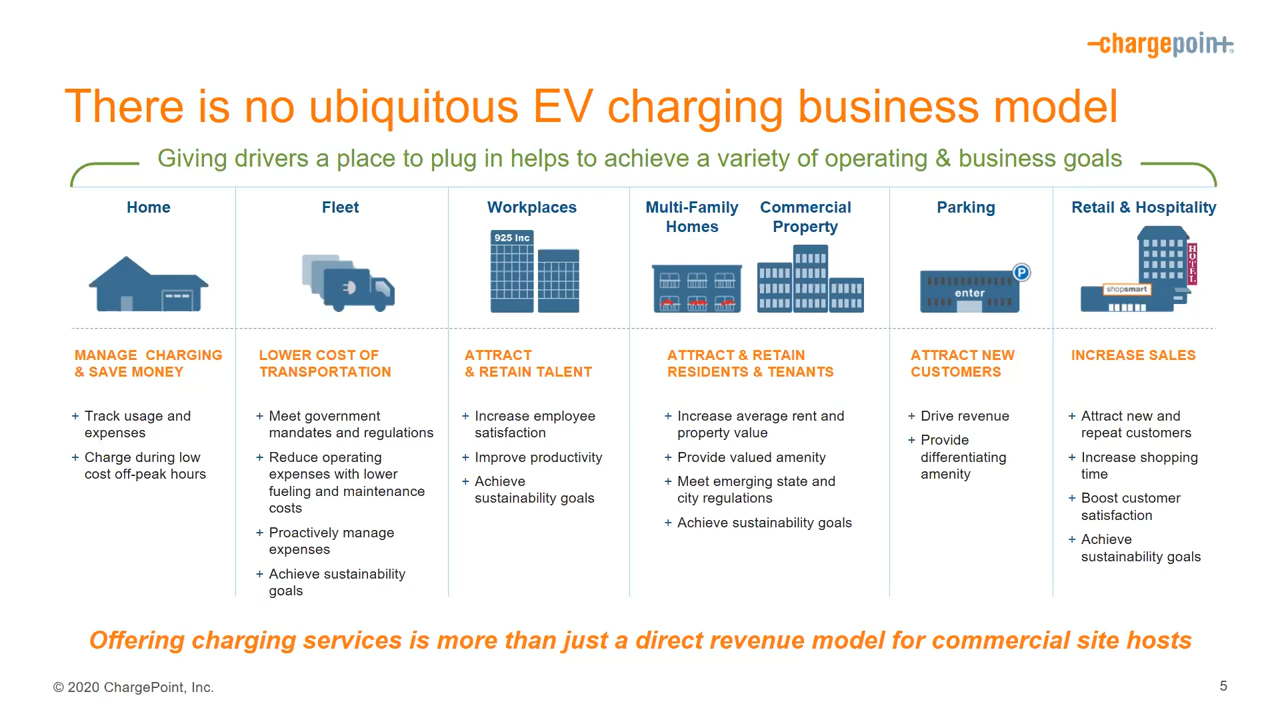 chargepoint
There is no ubiquitous EV charging business model
Giving drivers a place to plug in helps to achieve a variety of operating & business goals
Home
MANAGE CHARGING
& SAVE MONEY
+ Track usage and
expenses
+ Charge during low
cost off-peak hours
Fleet
LOWER COST OF
TRANSPORTATION
+ Meet government
mandates and regulations
+ Reduce operating
expenses with lower
fueling and maintenance
costs
+ Proactively manage
expenses
+ Achieve sustainability
goals
Workplaces
925 Inc
ATTRACT
& RETAIN TALENT
+ Increase employee
satisfaction
+ Improve productivity
+ Achieve
sustainability goals
Multi-Family
Homes
Commercial
Property
ATTRACT & RETAIN
RESIDENTS & TENANTS
+ Increase average rent and
property value
+ Provide valued amenity
+ Meet emerging state and
city regulations
+ Achieve sustainability goals
Parking
P
enter
ATTRACT NEW
CUSTOMERS
+ Drive revenue
+ Provide
differentiating
amenity
Retail & Hospitality
HOTEL
shopsmart
INCREASE SALES
+ Attract new and
repeat customers
+ Increase shopping
time
+ Boost customer
satisfaction
+ Achieve
sustainability goals
Offering charging services is more than just a direct revenue model for commercial site hosts
© 2020 ChargePoint, Inc.
5